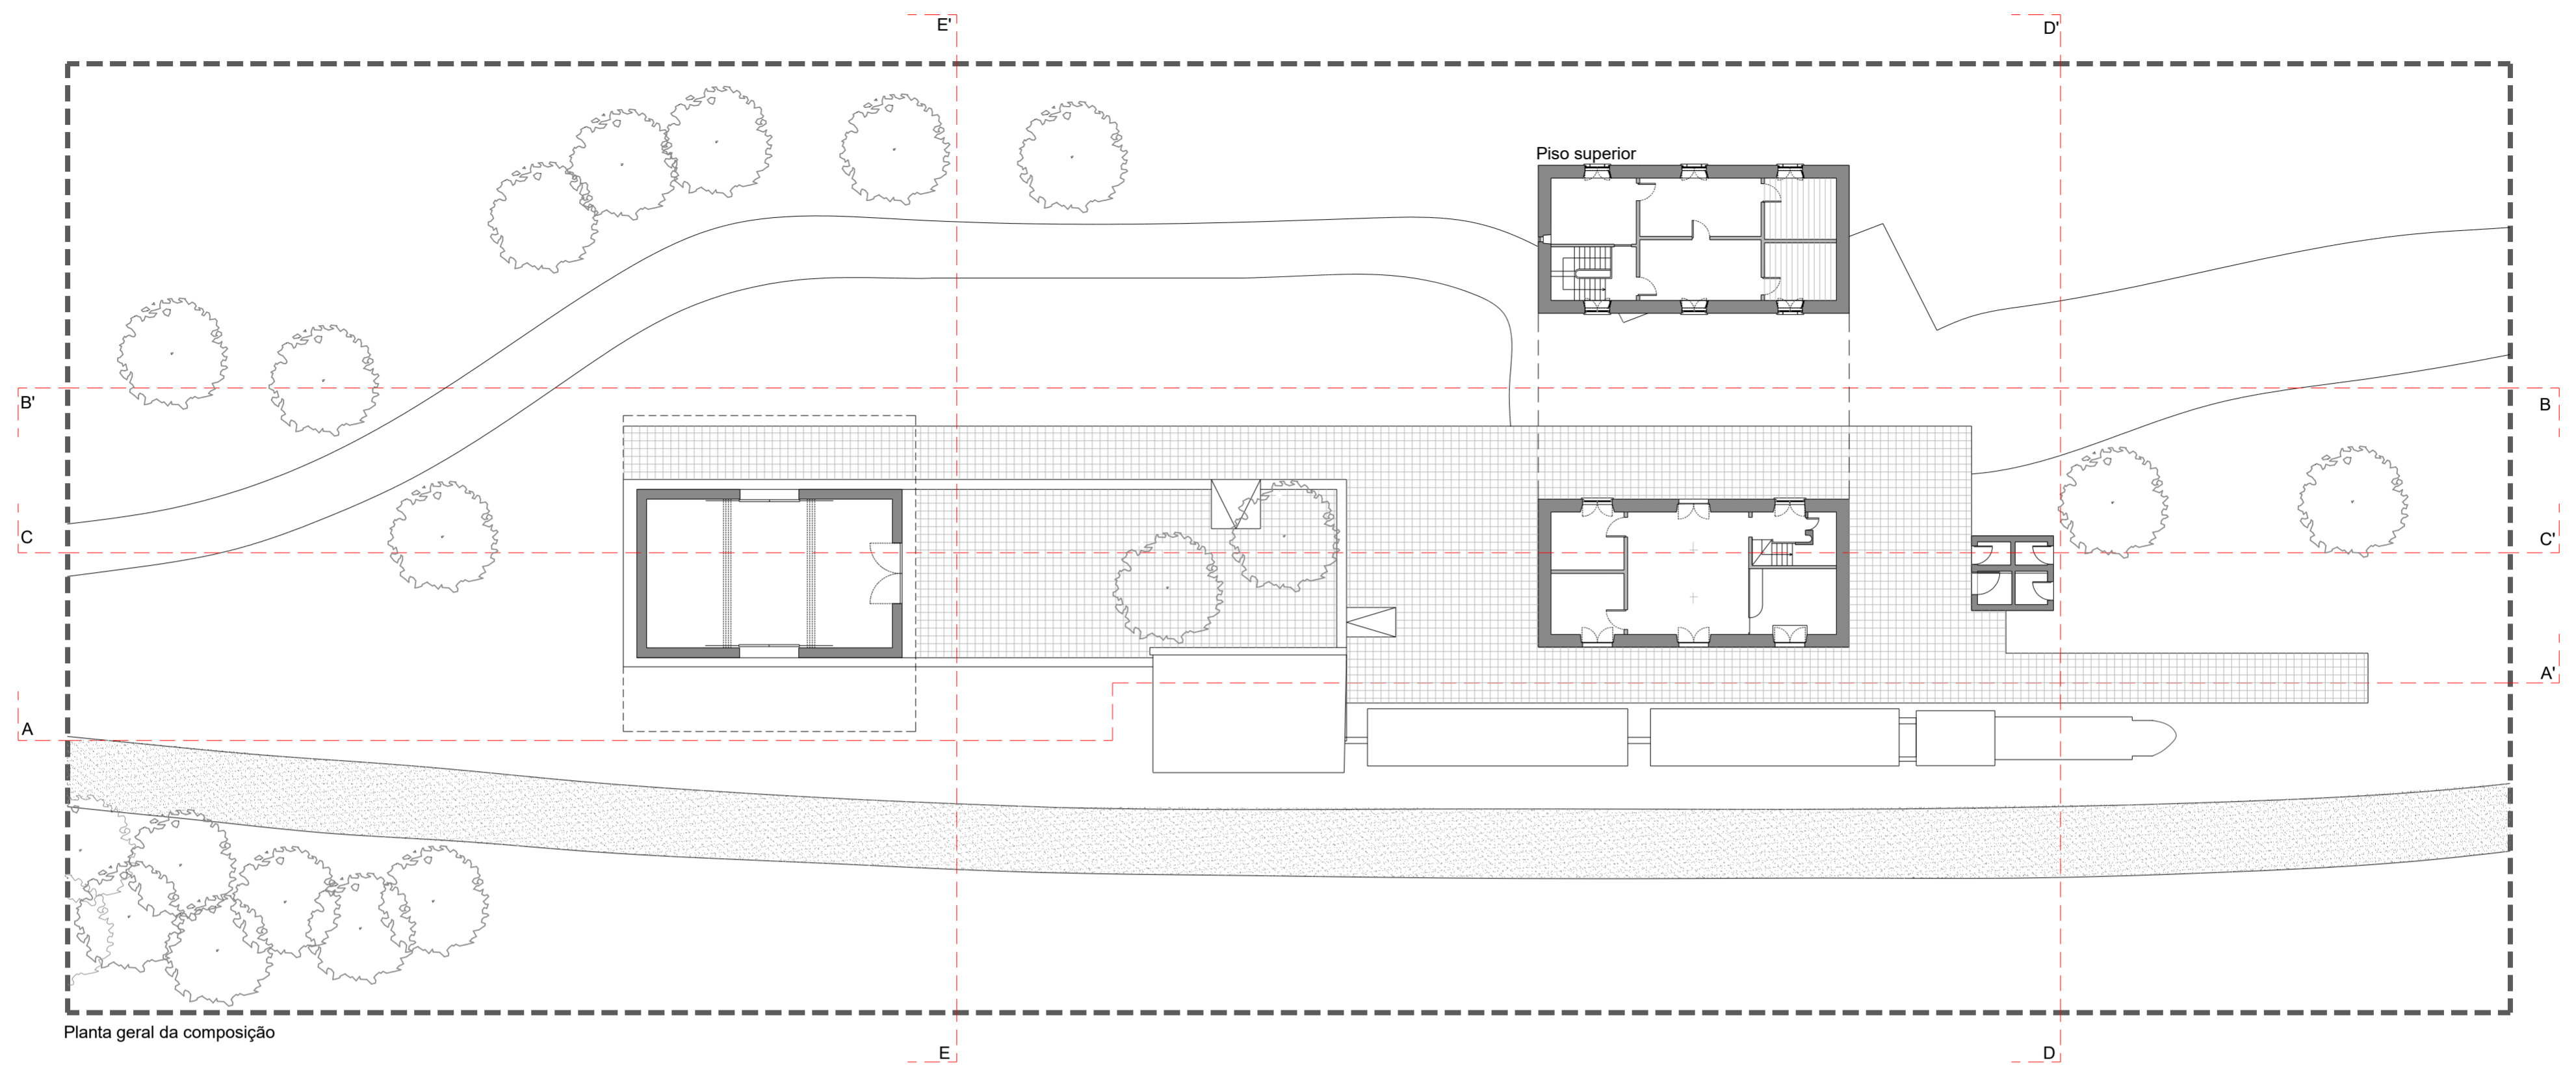 E'
D'
Piso superior
B'
B
C
C'
A
A'
Planta geral da composição
E
D